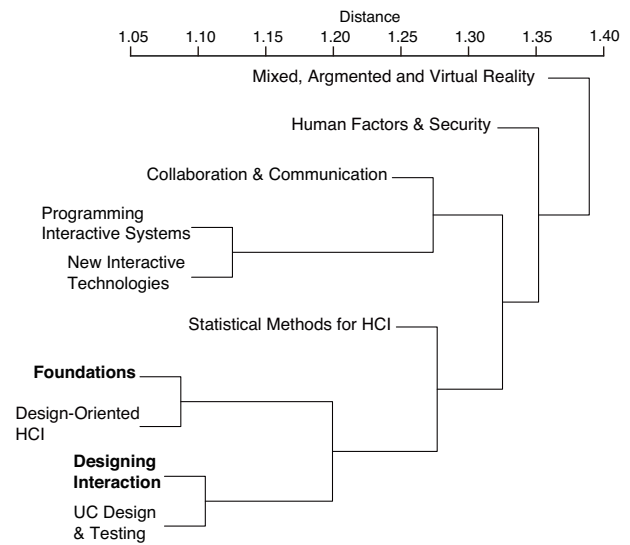 Distance
1.05 1.10 1.15 1.20 1.25 1.30 1.35 1.40
Mixed, Argmented and Virtual Reality
Human Factors & Security
Collaboration & Communication
Programming
Interactive Systems
New Interactive
Technologies
Statistical Methods for HCI
Foundations
Design-Oriented
HCI
Designing
Interaction
UC Design
& Testing